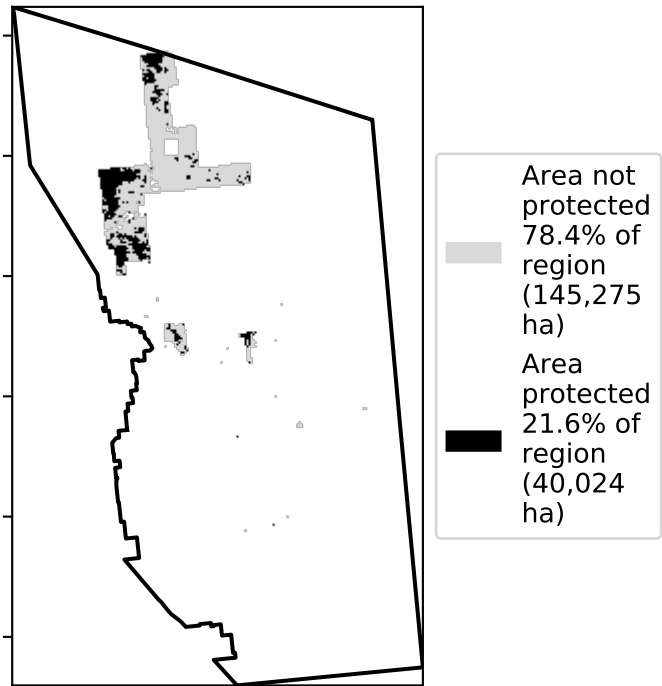 Area not
protected
78.4% of
region
(145,275
ha)
Area
protected
21.6% of
region
(40,024
ha)